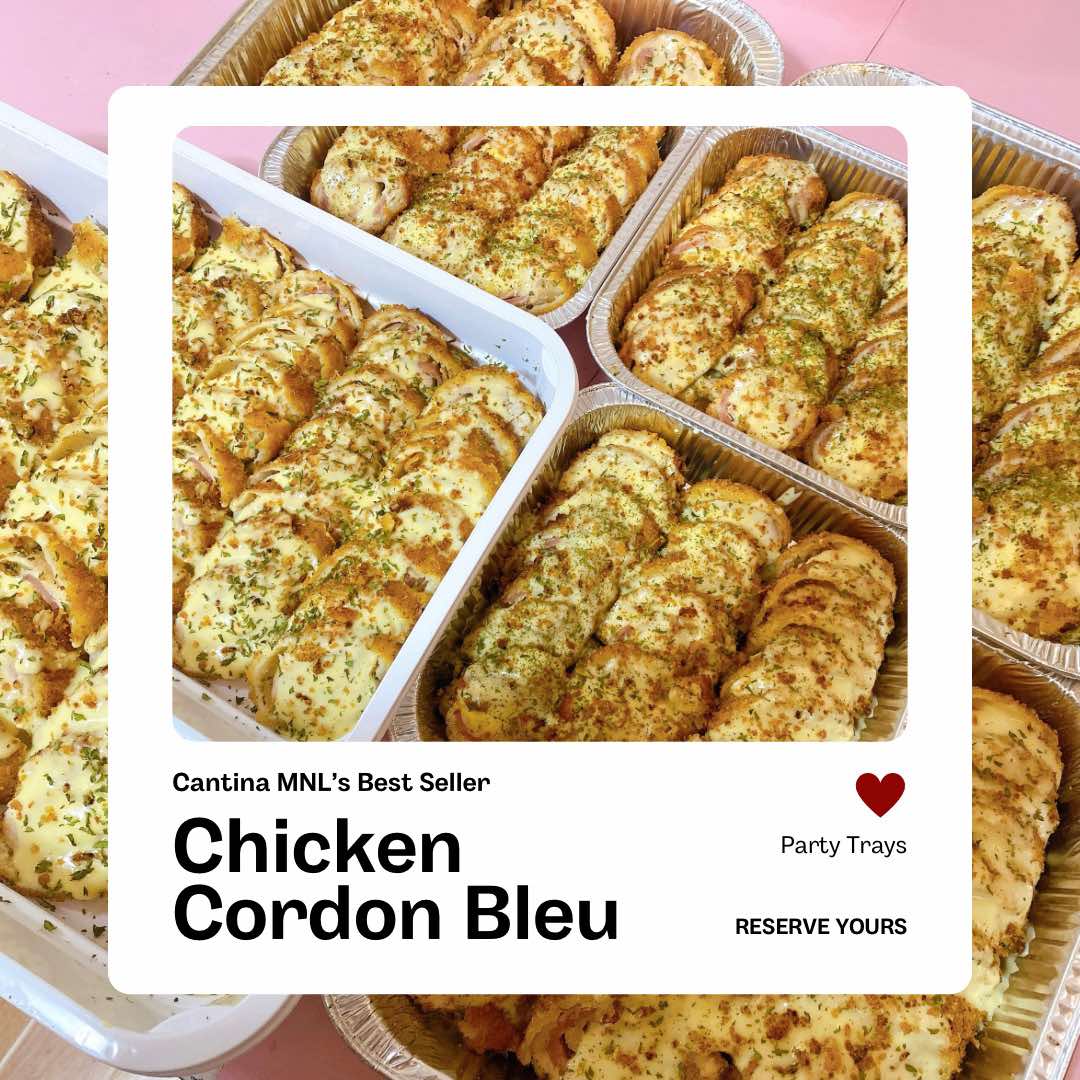 Cantina MNL’s Best Seller
Chicken
Cordon Bleu
Party Trays
RESERVE YOURS